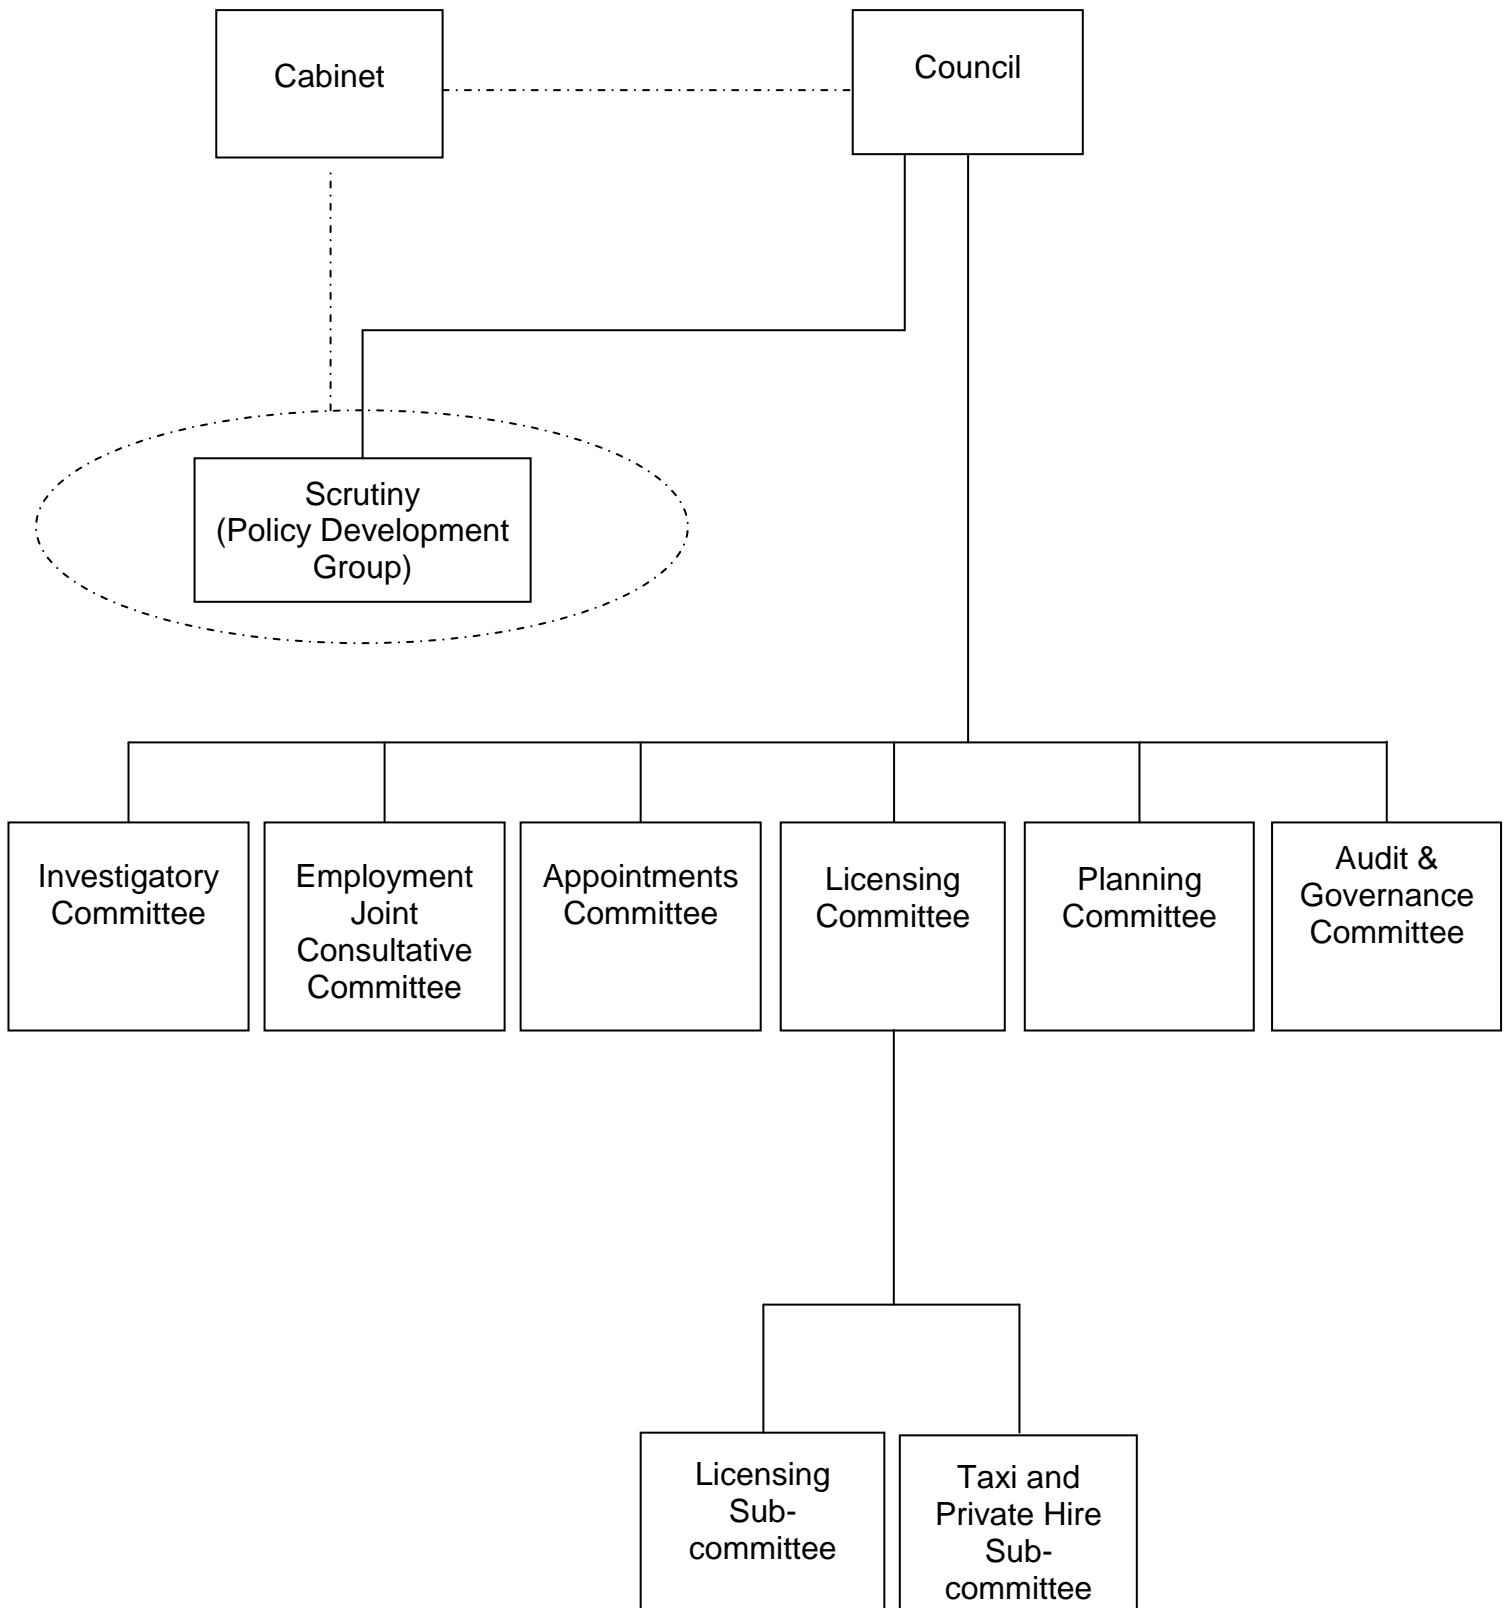 Cabinet
Council
Scrutiny
(Policy Development
Group)
Investigatory
Committee
Employment
Joint
Consultative
Committee
Appointments
Committee
Licensing
Committee
Planning
Committee
Audit &
Governance
Committee
Licensing
Sub-
committee
Taxi and
Private Hire
Sub-
committee